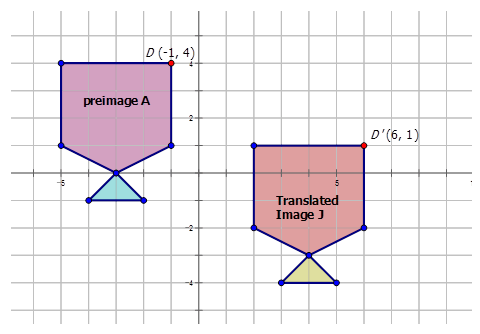 D (-1, 4)
4
preimage A
2
D'(6, 1)
-5
5
Translated
Image J
-2
-4